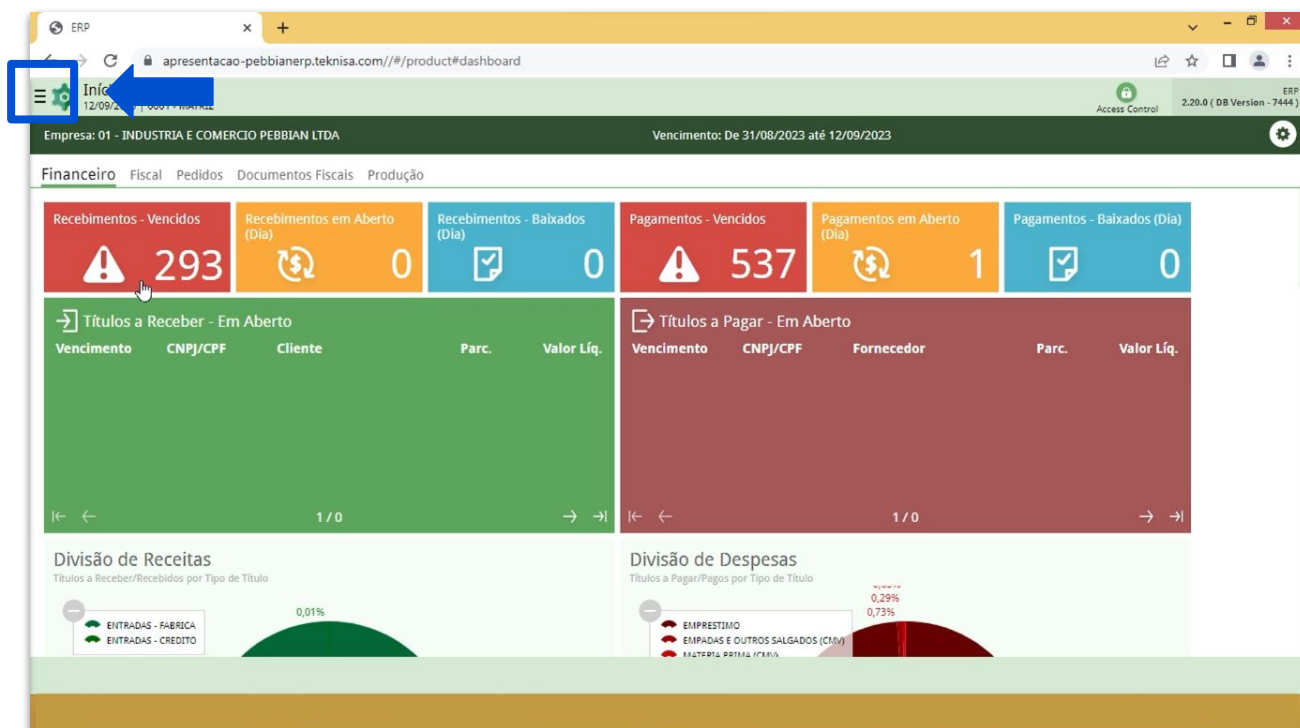 ERP
apresentacao-pebbianerp.teknisa.com//#/product#dashboard
12/09/2
MATRIZ
Access Control
ERP
2.20.0 ( DB Version - 7444 )
Empresa: 01 - INDUSTRIA E COMERCIO PEBBIAN LTDA
Vencimento: De 31/08/2023 até 12/09/2023
Financeiro Fiscal Pedidos Documentos Fiscais Produção
Recebimentos - Vencidos
293
Recebimentos em Aberto
(Dia)
0
Recebimentos - Baixados
(Dia)
0
Pagamentos - Vencidos
537
Pagamentos em Aberto
(Dia)
1
Pagamentos - Baixados (Dia)
0
Títulos a Receber - Em Aberto
Vencimento CNPJ/CPF Cliente Parc. Valor Líq.
1 / 0
Títulos a Pagar - Em Aberto
Vencimento CNPJ/CPF Fornecedor Parc. Valor Líq.
1 / 0
Divisão de Receitas
Títulos a Receber/Recebidos por Tipo de Título
ENTRADAS - FABRICA
ENTRADAS - CREDITO
0,01%
Divisão de Despesas
Títulos a Pagar/Pagos por Tipo de Título
0,29%
0,73%
EMPRESTIMO
EMPADAS E OUTROS SALGADOS (CMV)
MATERIA PRIMA (CMV)